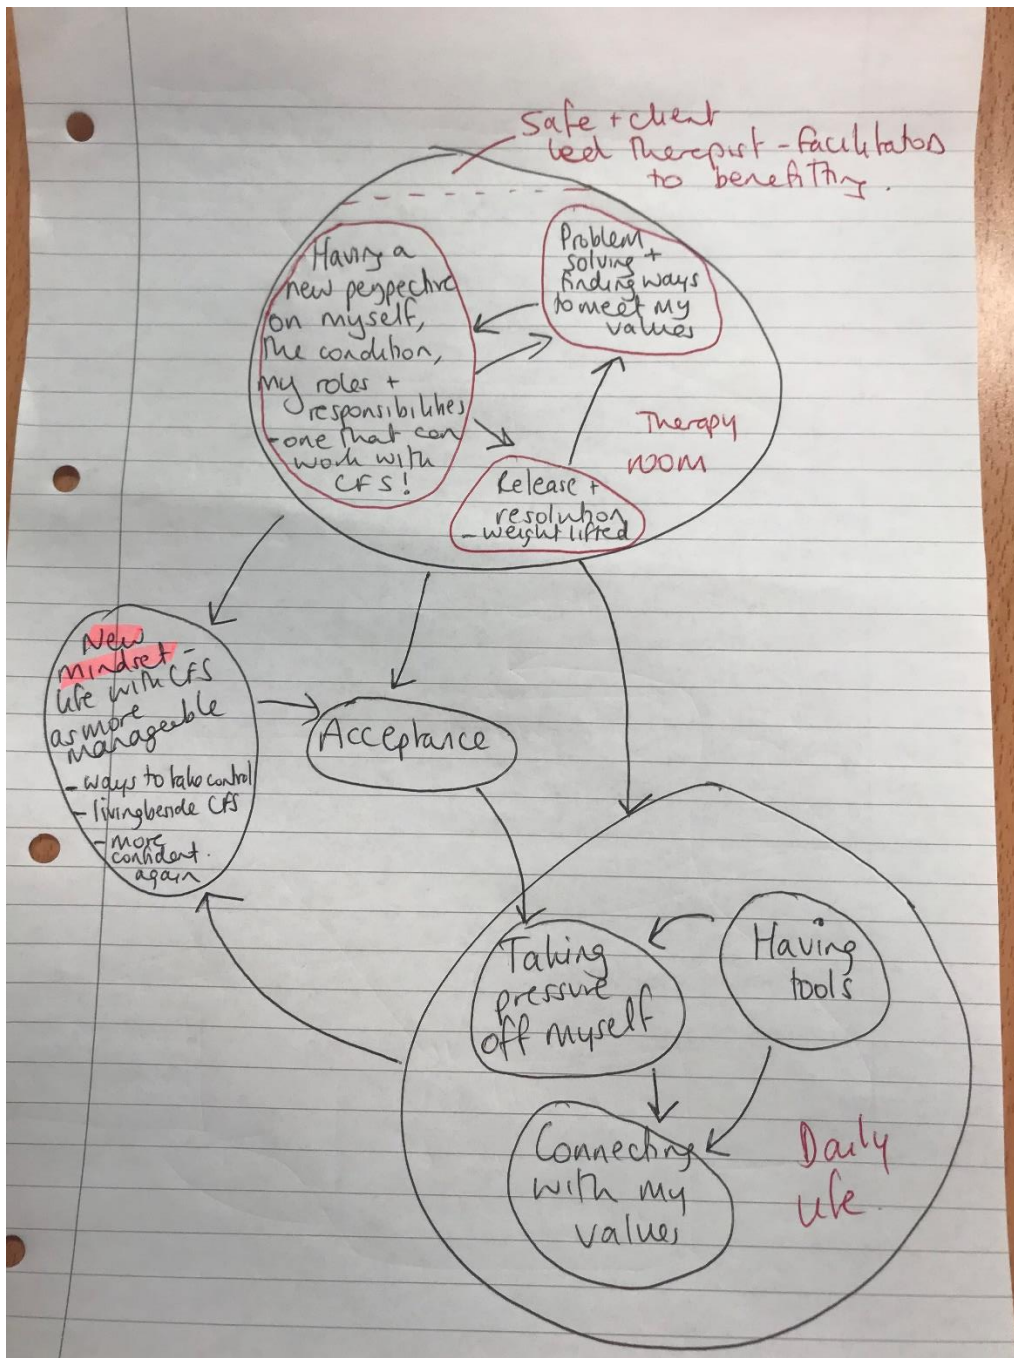 Safe + client
led Therapist - facilitators
to benefitting.
Having a
new perspective
on myself,
the condition,
my roles +
responsibilities
- one that can
work with
CFS!
Problem
solving +
finding ways
to meet my
values
Therapy
room
Release +
resolution
- weight lifted
New
mindset -
life with CFS
as more
manageable
- ways to take control
- living beside CFS
- more
confident.
again
Acceptance
Taking
pressure
off myself
Having
tools
Connecting
with my
values
Daily
life.